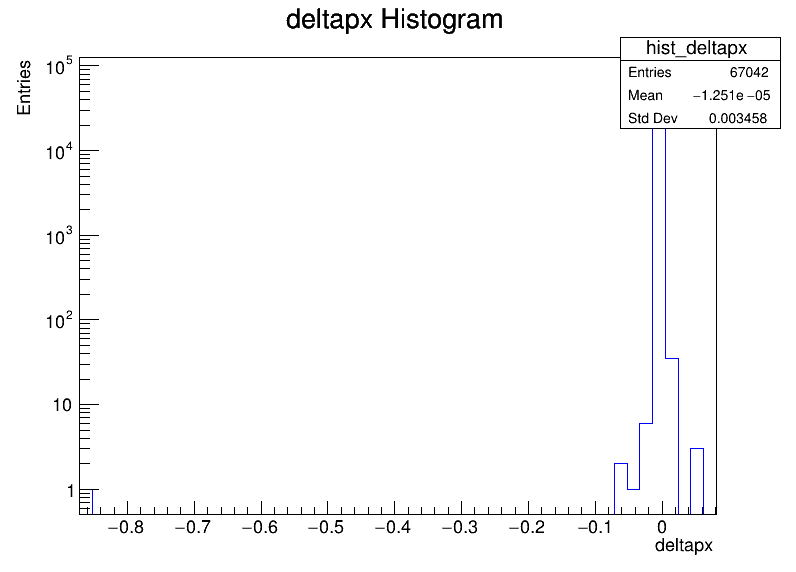 deltapx Histogram
hist_deltapx
Entries 67042
Mean −1.251e −05
Std Dev 0.003458
Entries
10^5
10^4
10^3
10^2
10
1
−0.8 −0.7 −0.6 −0.5 −0.4 −0.3 −0.2 −0.1 0
deltapx